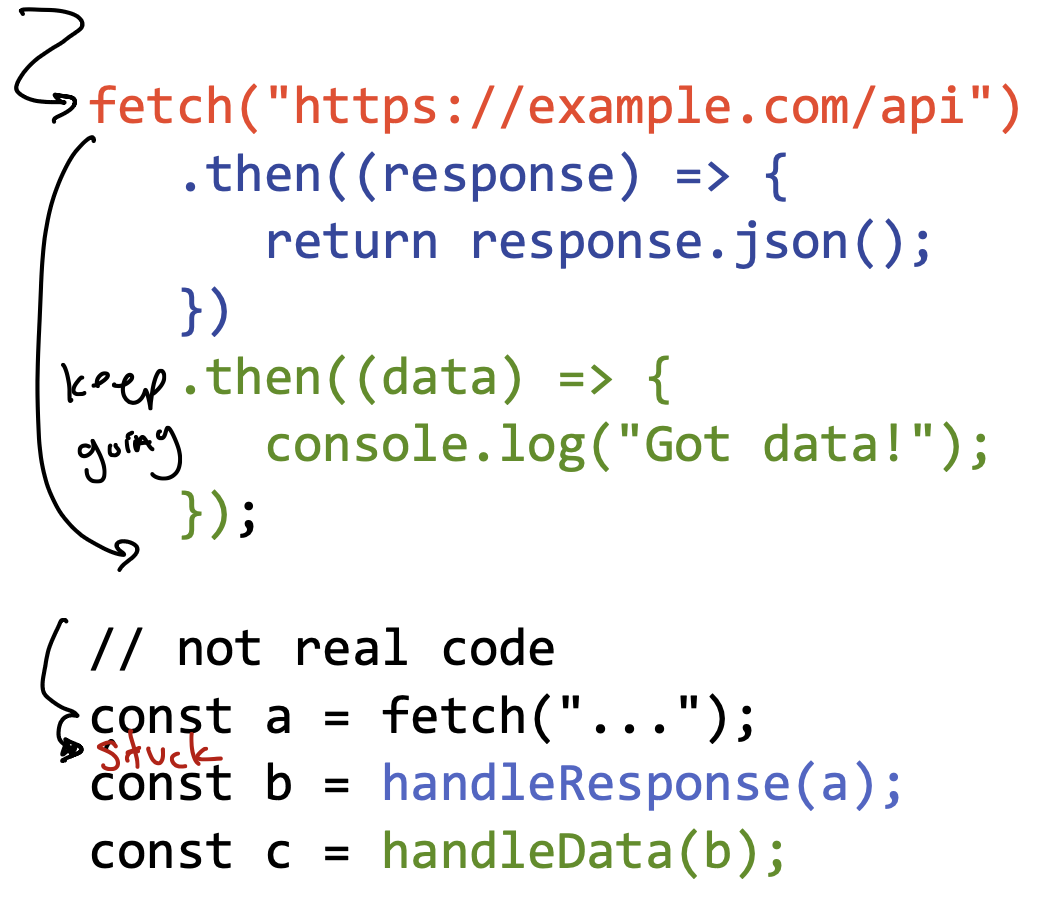 fetch("https://example.com/api")
.then((response) => {
return response.json();
})
keep .then((data) => {
going console.log("Got data!");
});
// not real code
const a = fetch("...");
stuck
const b = handleResponse(a);
const c = handleData(b);